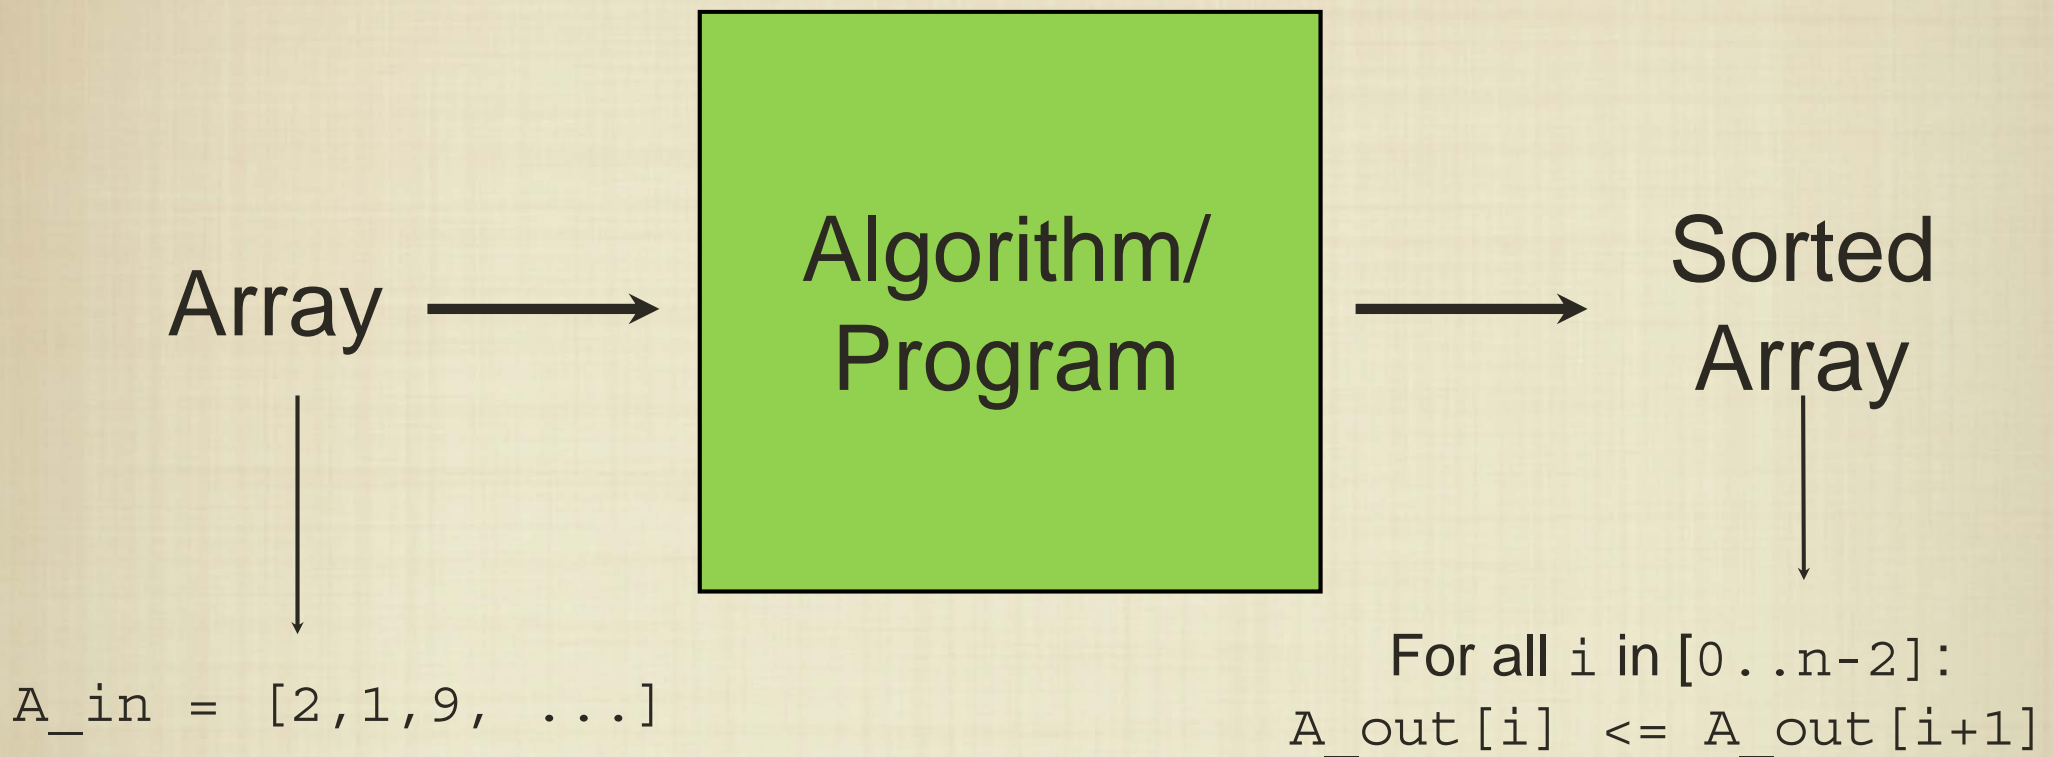 Array
Algorithm/
Program
Sorted
Array
A_in = [2,1,9, ...]
For all i in [0..n-2]:
A_out[i] <= A_out[i+1]